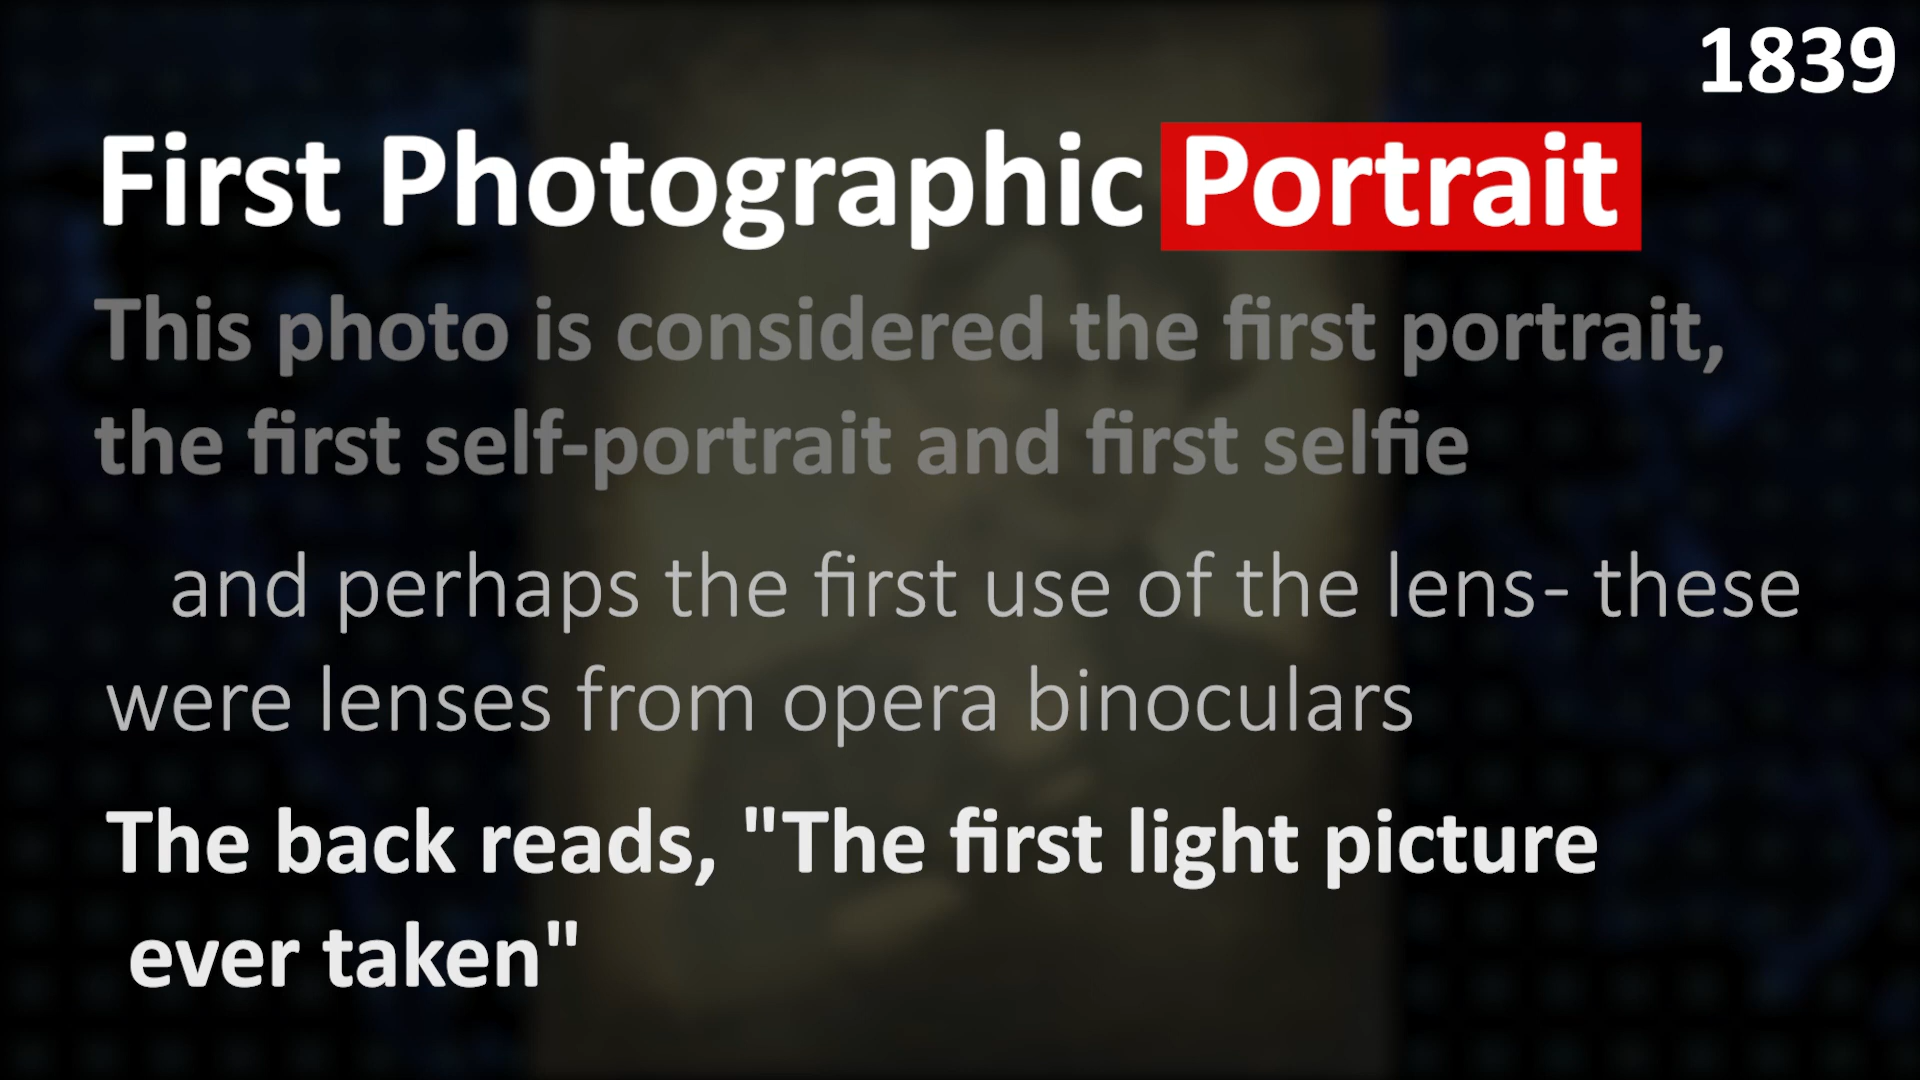 1839
First Photographic Portrait
This photo is considered the first portrait,
the first self-portrait and first selfie
and perhaps the first use of the lens- these
were lenses from opera binoculars
The back reads, "The first light picture
ever taken"